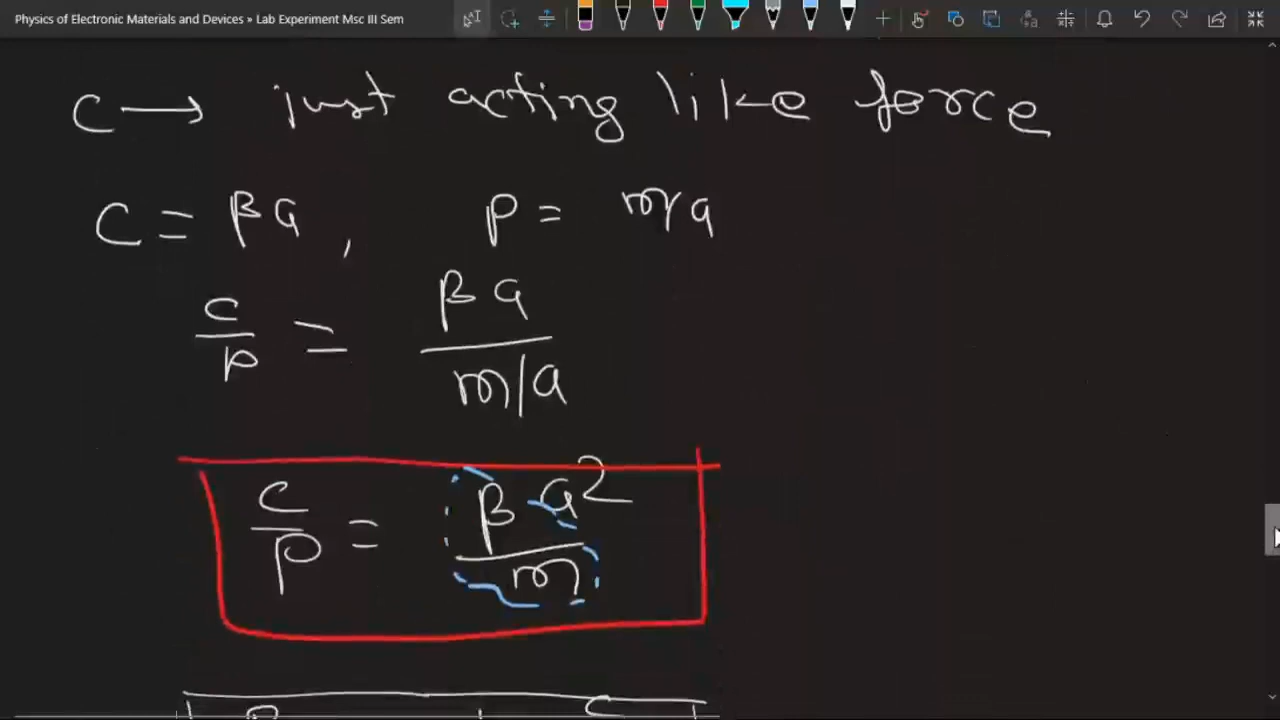 Physics of Electronic Materials and Devices » Lab Experiment Msc III Sem
C → just acting like force
C = βa, ρ = m/a
c/ρ = βa / m/a
c/ρ = βa²/m
ρ C